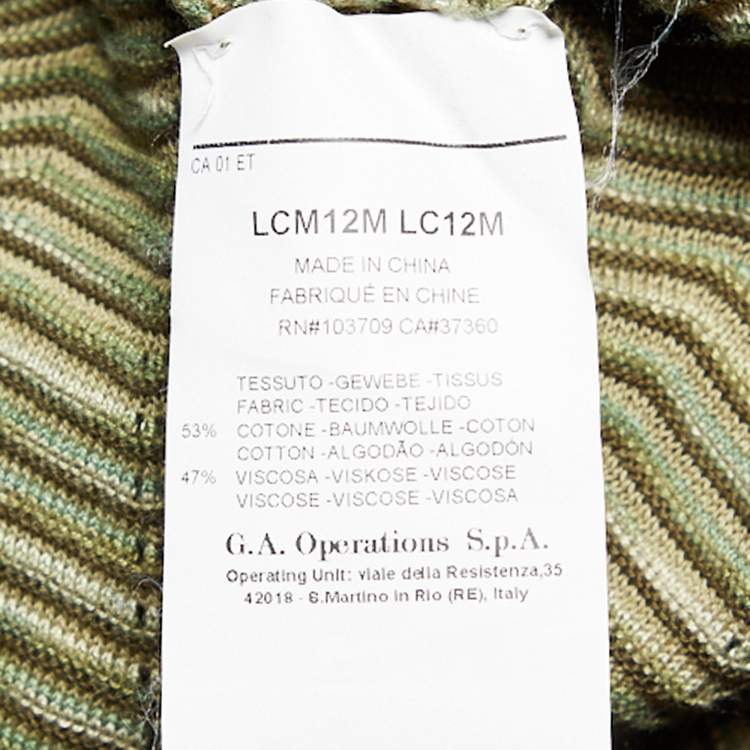 CA 01 ET
LCM12M LC12M
MADE IN CHINA
FABRIQUÉ EN CHINE
RN#103709 CA#37360
TESSUTO -GEWEBE -TISSUS
FABRIC -TECIDO -TEJIDO
53% COTONE -BAUMWOLLE -COTON
COTTON -ALGODÃO -ALGODÓN
47% VISCOSA -VISKOSE -VISCOSE
VISCOSE -VISCOSE -VISCOSA
G.A. Operations S.p.A.
Operating Unit: viale della Resistenza,35
42018 - S.Martino in Rio (RE), Italy